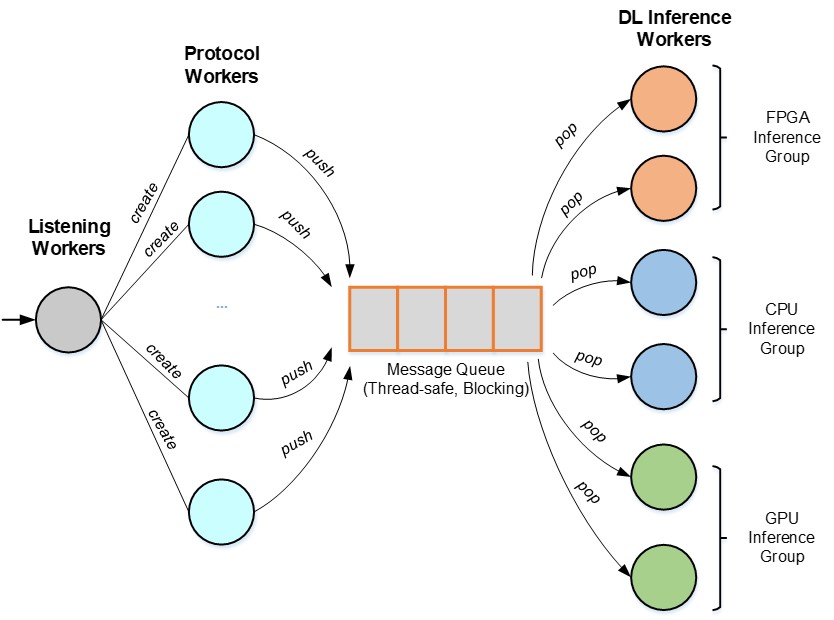 DL Inference
Workers
Protocol
Workers
Listening
Workers
create
create
...
create
create
push
push
push
push
Message Queue
(Thread-safe, Blocking)
pop
pop
pop
pop
pop
pop
FPGA
Inference
Group
CPU
Inference
Group
GPU
Inference
Group